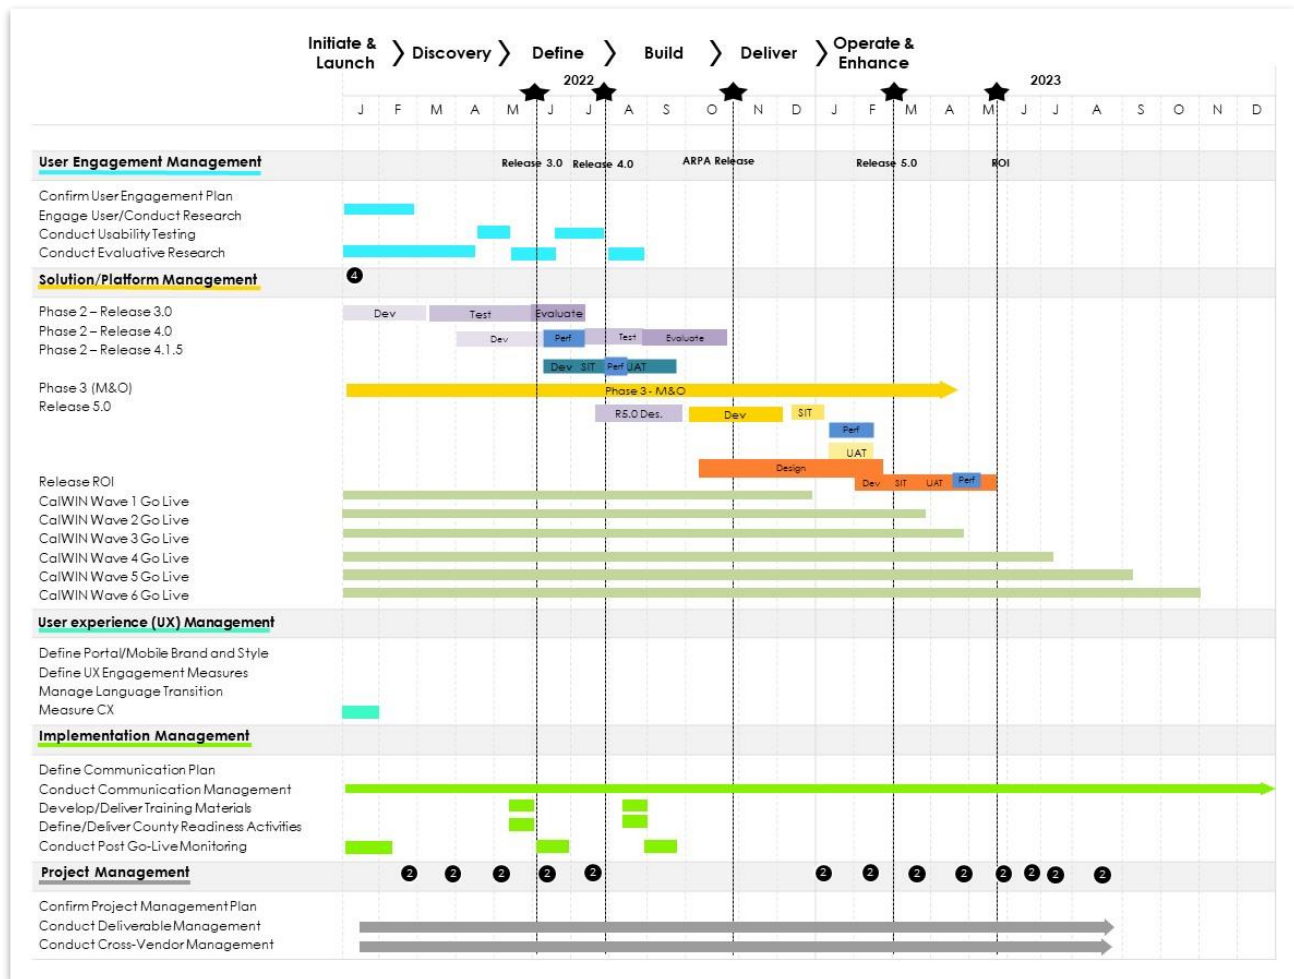 Initiate & Launch
Discovery
Define
Build
Deliver
Operate & Enhance
2022
2023
J F M A M J J A S O N D J F M A M J J A S O N D
User Engagement Management
Release 3.0
Release 4.0
ARPA Release
Release 5.0
ROI
Confirm User Engagement Plan
Engage User/Conduct Research
Conduct Usability Testing
Conduct Evaluative Research
Solution/Platform Management
4
Phase 2 – Release 3.0
Dev Test Evaluate
Phase 2 – Release 4.0
Dev Perf Test Evaluate
Phase 2 – Release 4.1.5
Dev SIT Perf UAT
Phase 3 (M&O)
Phase 3 - M&O
Release 5.0
R5.0 Des. Dev SIT
Perf
UAT
Design
Release ROI
Dev SIT UAT Perf
CalWIN Wave 1 Go Live
CalWIN Wave 2 Go Live
CalWIN Wave 3 Go Live
CalWIN Wave 4 Go Live
CalWIN Wave 5 Go Live
CalWIN Wave 6 Go Live
User experience (UX) Management
Define Portal/Mobile Brand and Style
Define UX Engagement Measures
Manage Language Transition
Measure CX
Implementation Management
Define Communication Plan
Conduct Communication Management
Develop/Deliver Training Materials
Define/Deliver County Readiness Activities
Conduct Post Go-Live Monitoring
Project Management
2 2 2 2 2 2 2 2 2 2 2 2 2
Confirm Project Management Plan
Conduct Deliverable Management
Conduct Cross-Vendor Management